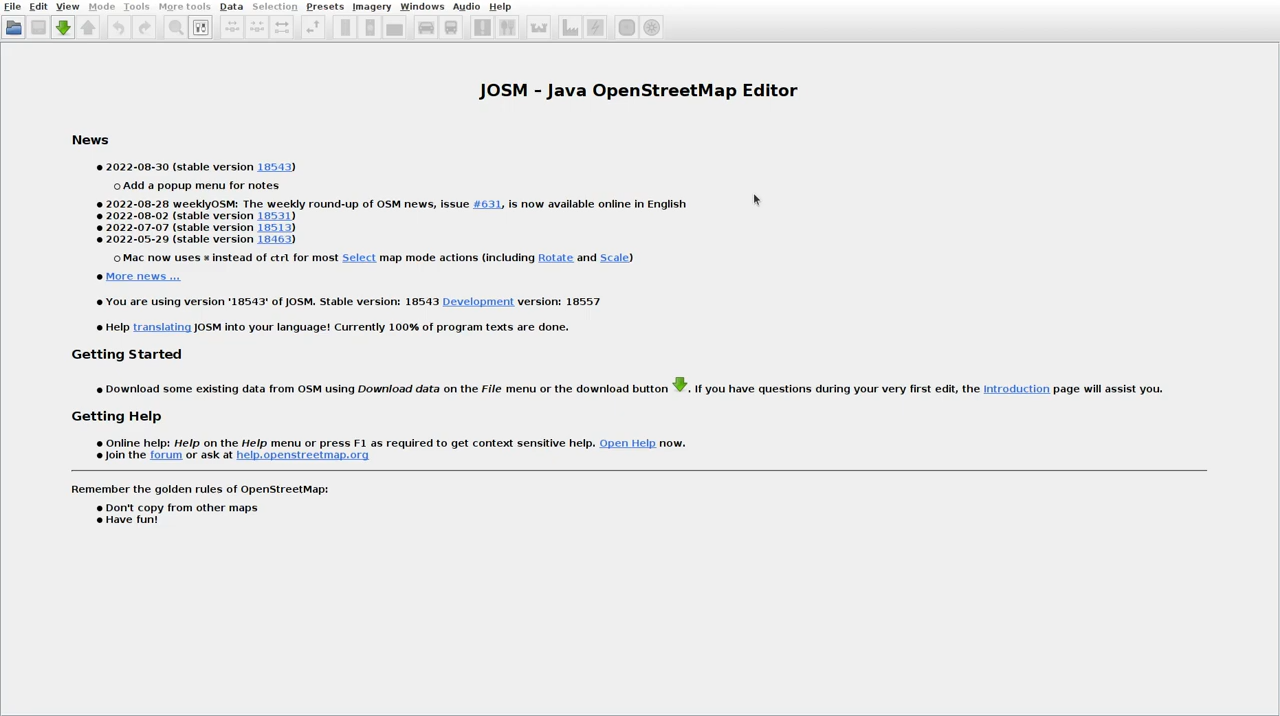 File Edit View Mode Tools More tools Data Selection Presets Imagery Windows Audio Help
JOSM – Java OpenStreetMap Editor
News
2022-08-30 (stable version 18543)
Add a popup menu for notes
2022-08-28 weeklyOSM: The weekly round-up of OSM news, issue #631, is now available online in English
2022-08-02 (stable version 18531)
2022-07-07 (stable version 18513)
2022-05-29 (stable version 18463)
Mac now uses ⌘ instead of ctrl for most Select map mode actions (including Rotate and Scale)
More news ...
You are using version '18543' of JOSM. Stable version: 18543 Development version: 18557
Help translating JOSM into your language! Currently 100% of program texts are done.
Getting Started
Download some existing data from OSM using Download data on the File menu or the download button . If you have questions during your very first edit, the Introduction page will assist you.
Getting Help
Online help: Help on the Help menu or press F1 as required to get context sensitive help. Open Help now.
Join the forum or ask at help.openstreetmap.org
Remember the golden rules of OpenStreetMap:
Don't copy from other maps
Have fun!